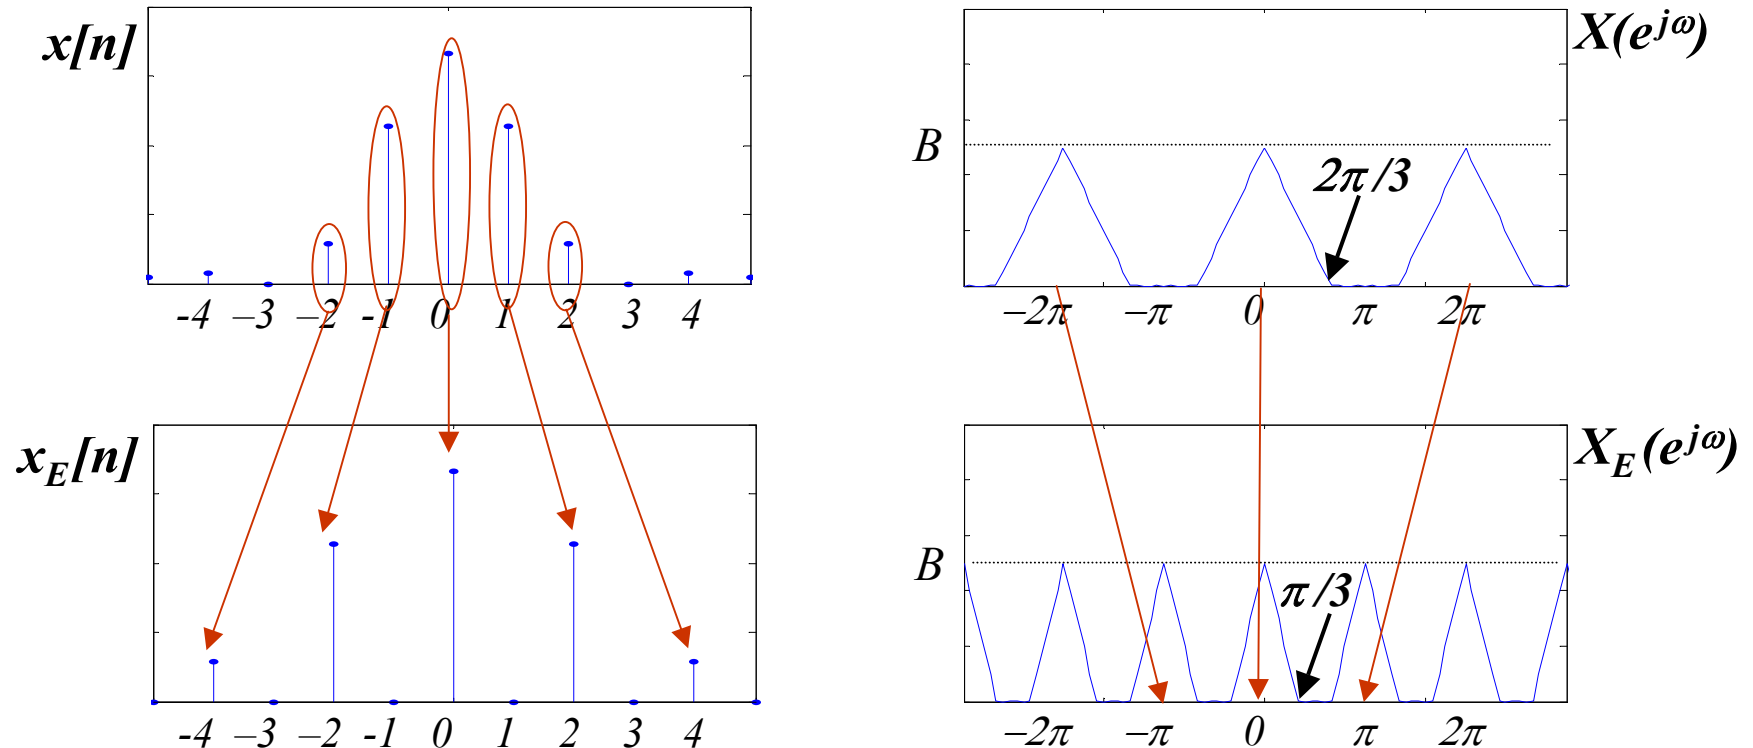 x[n]
X(e^{jω})
B
2π/3
-4 –3 –2 -1 0 1 2 3 4
–2π –π 0 π 2π
x_E[n]
X_E(e^{jω})
B
π/3
-4 –3 –2 -1 0 1 2 3 4
–2π –π 0 π 2π